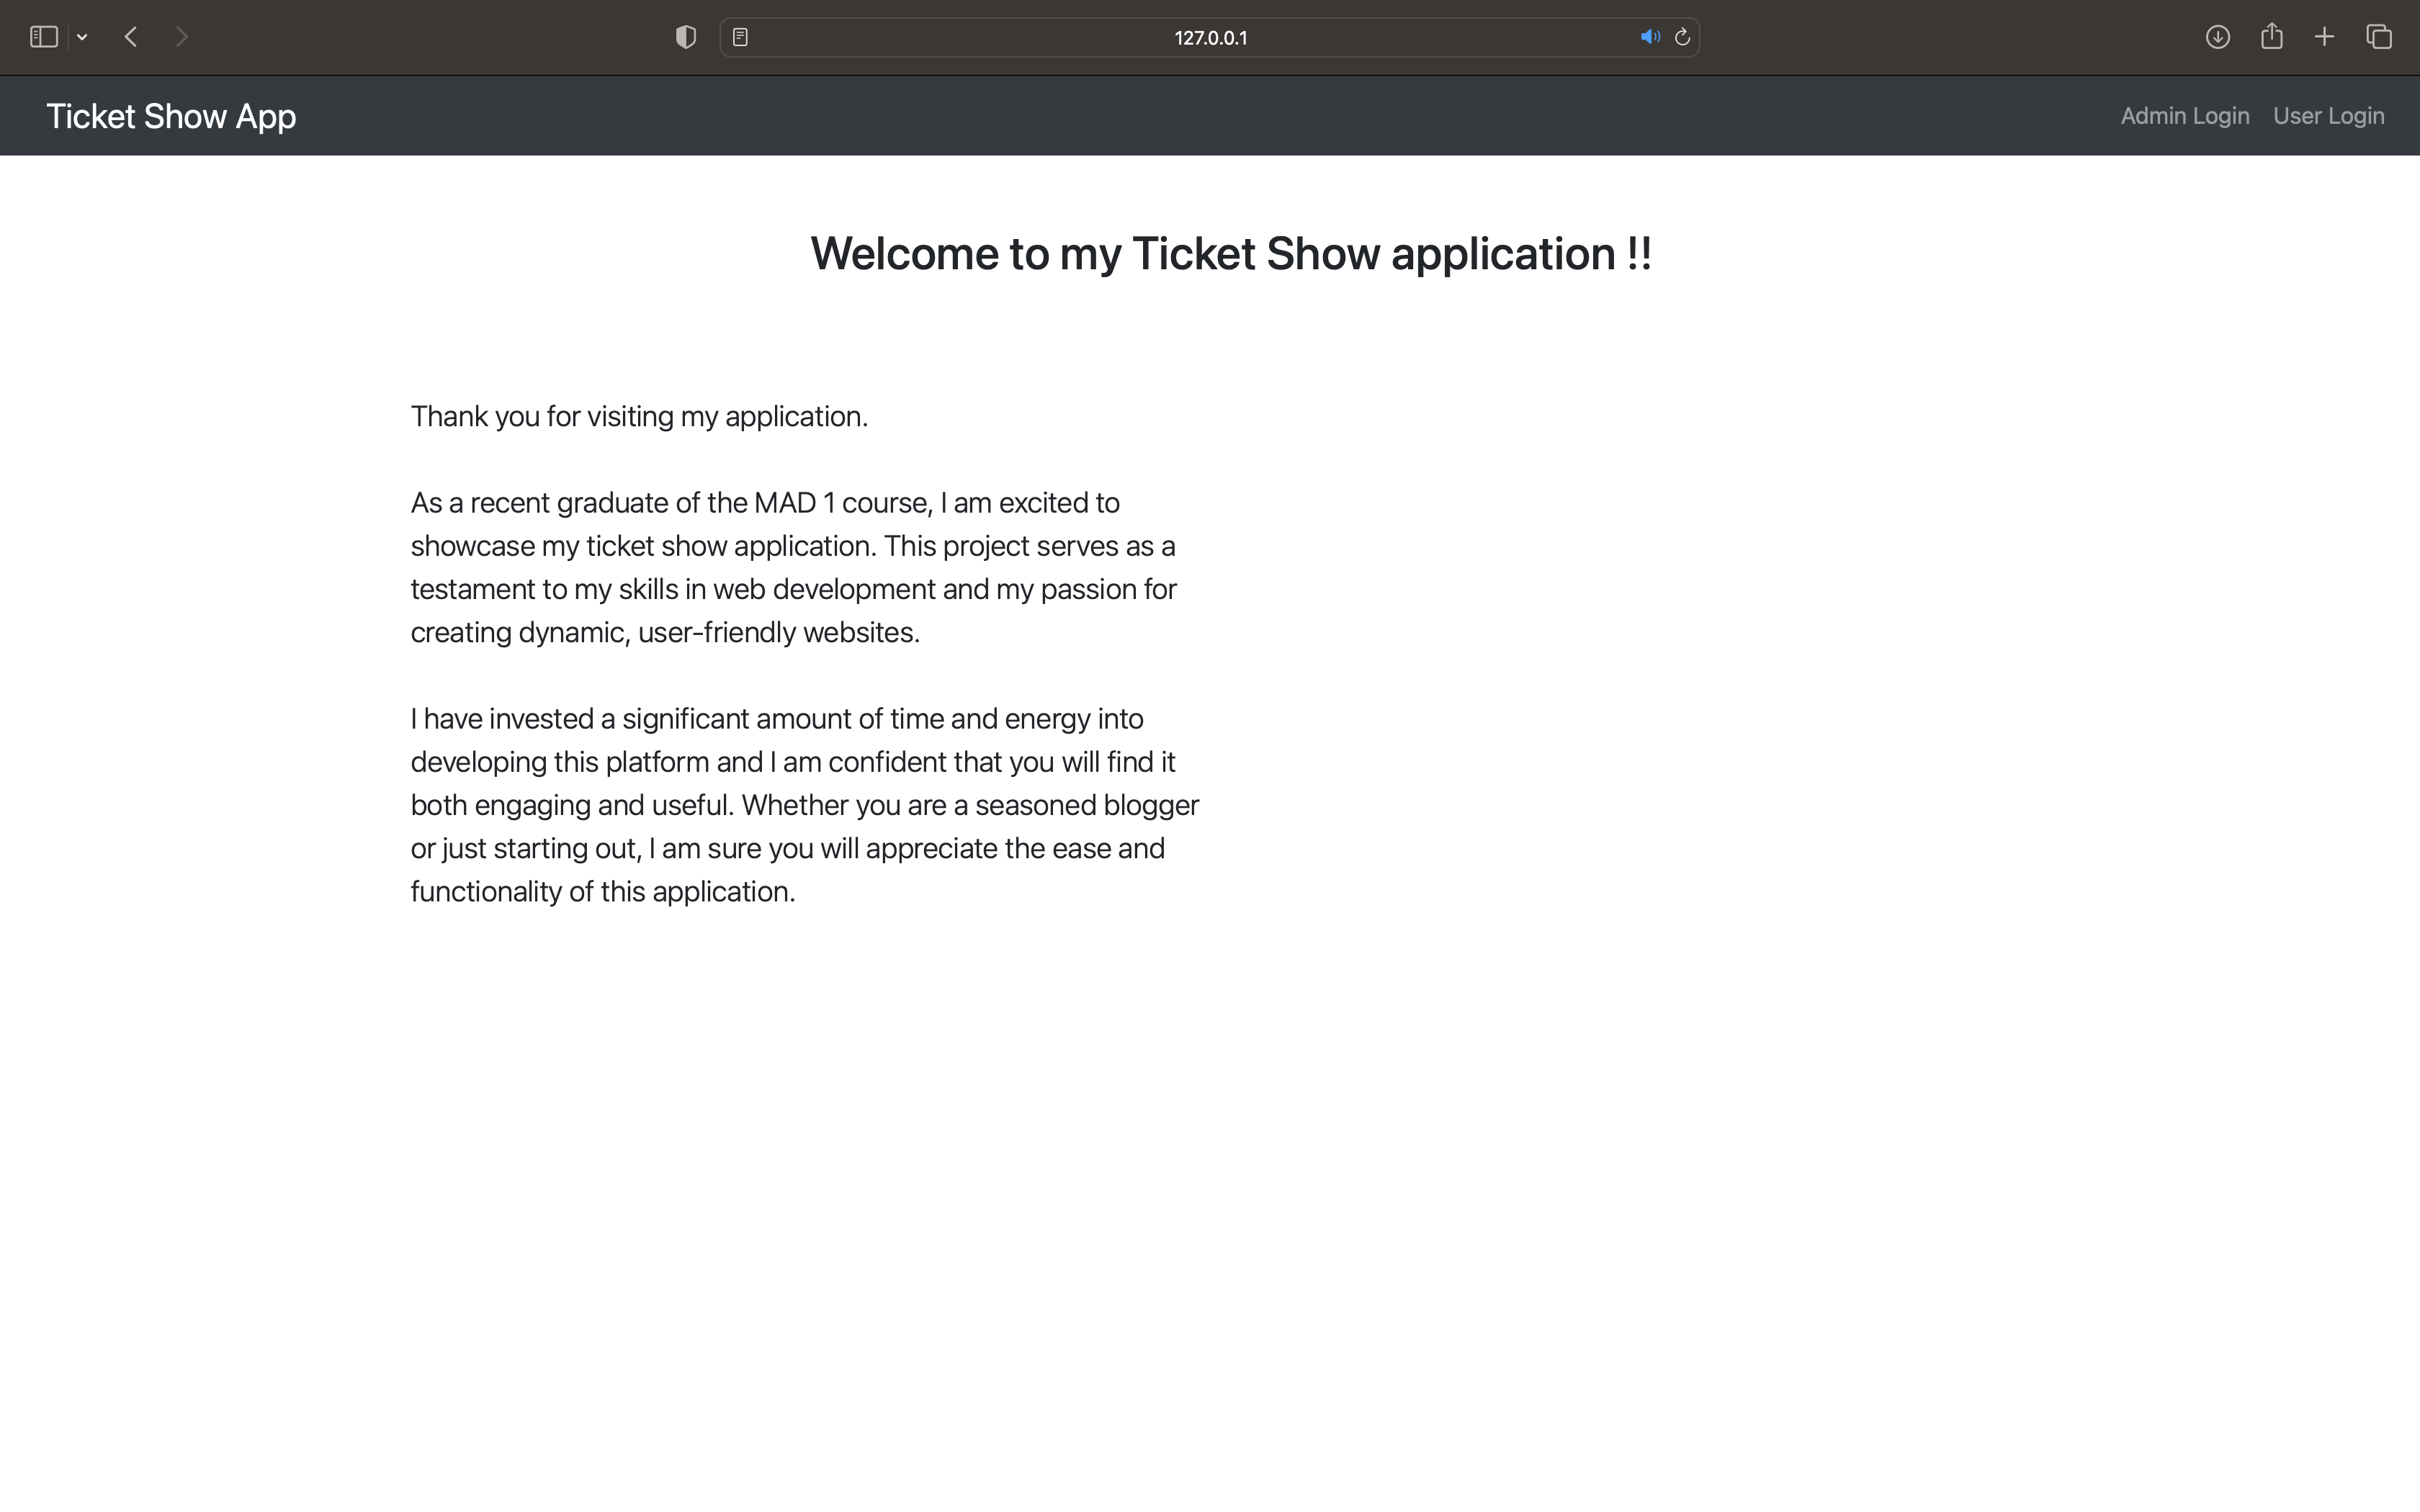 127.0.0.1
Ticket Show App
Admin Login
User Login
Welcome to my Ticket Show application !!
Thank you for visiting my application.
As a recent graduate of the MAD 1 course, I am excited to
showcase my ticket show application. This project serves as a
testament to my skills in web development and my passion for
creating dynamic, user-friendly websites.
I have invested a significant amount of time and energy into
developing this platform and I am confident that you will find it
both engaging and useful. Whether you are a seasoned blogger
or just starting out, I am sure you will appreciate the ease and
functionality of this application.